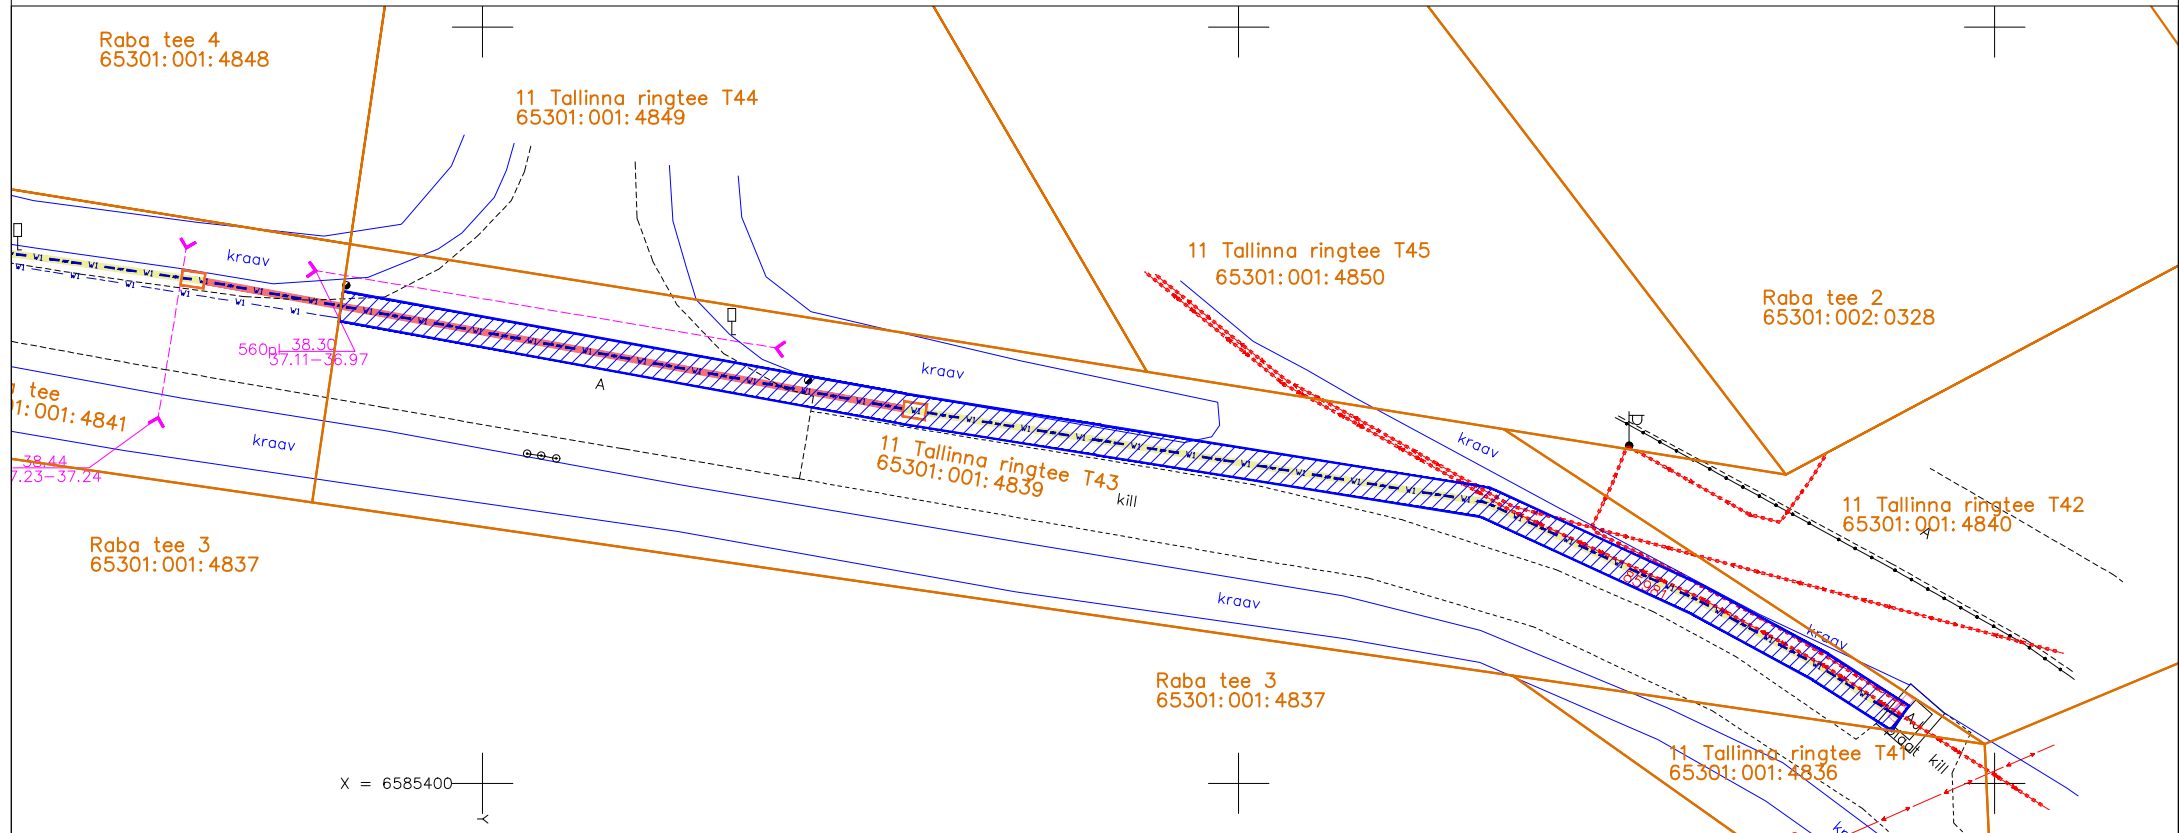 Raba tee 4
65301:001:4848
11 Tallinna ringtee T44
65301:001:4849
kraav
11 Tallinna ringtee T45
65301:001:4850
Raba tee 2
65301:002:0328
560pl 38.30
37.11-36.97
tee
1:001:4841
A
kraav
kraav
kraav
38.44
7.23-37.24
11 Tallinna ringtee T43
65301:001:4839
kill
11 Tallinna ringtee T42
65301:001:4840
A
Raba tee 3
65301:001:4837
kraav
kraav
Raba tee 3
65301:001:4837
11 Tallinna ringtee T41
65301:001:4836
kill
X = 6585400
Y